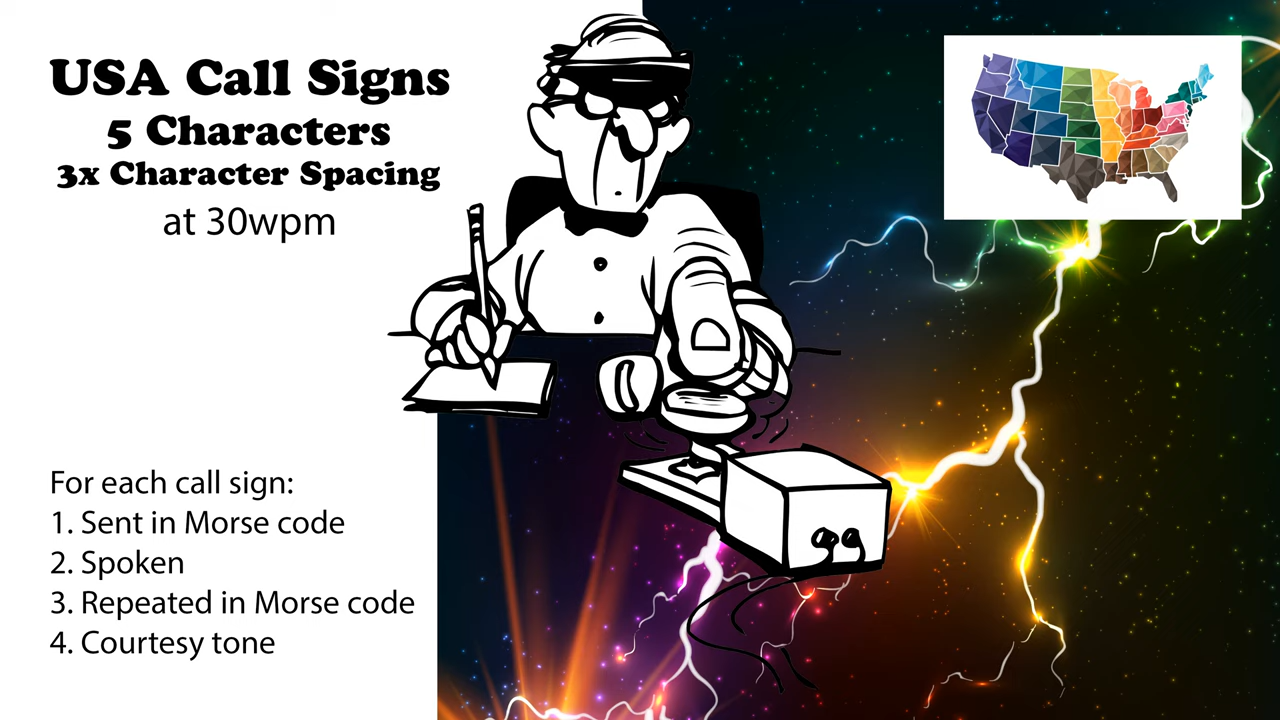 USA Call Signs
5 Characters
3x Character Spacing
at 30wpm
For each call sign:
1. Sent in Morse code
2. Spoken
3. Repeated in Morse code
4. Courtesy tone